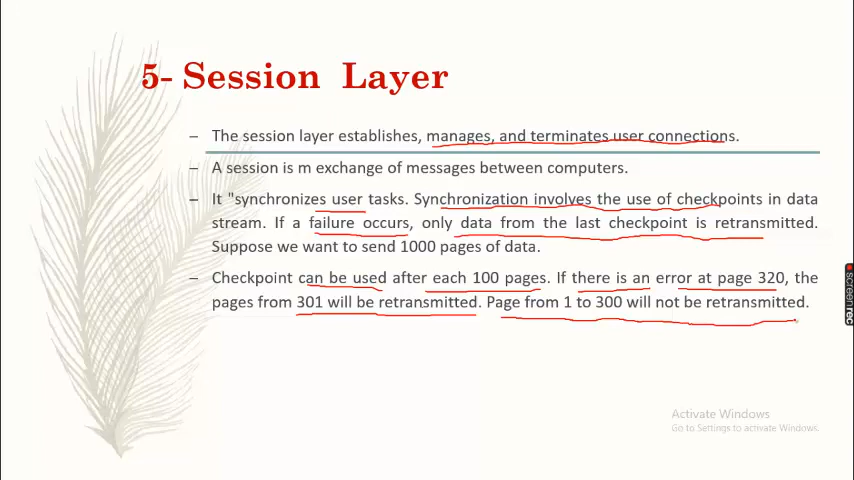 5- Session Layer
– The session layer establishes, manages, and terminates user connections.
– A session is m exchange of messages between computers.
– It "synchronizes user tasks. Synchronization involves the use of checkpoints in data
stream. If a failure occurs, only data from the last checkpoint is retransmitted.
Suppose we want to send 1000 pages of data.
– Checkpoint can be used after each 100 pages. If there is an error at page 320, the
pages from 301 will be retransmitted. Page from 1 to 300 will not be retransmitted.
Activate Windows
Go to Settings to activate Windows.
screenrec